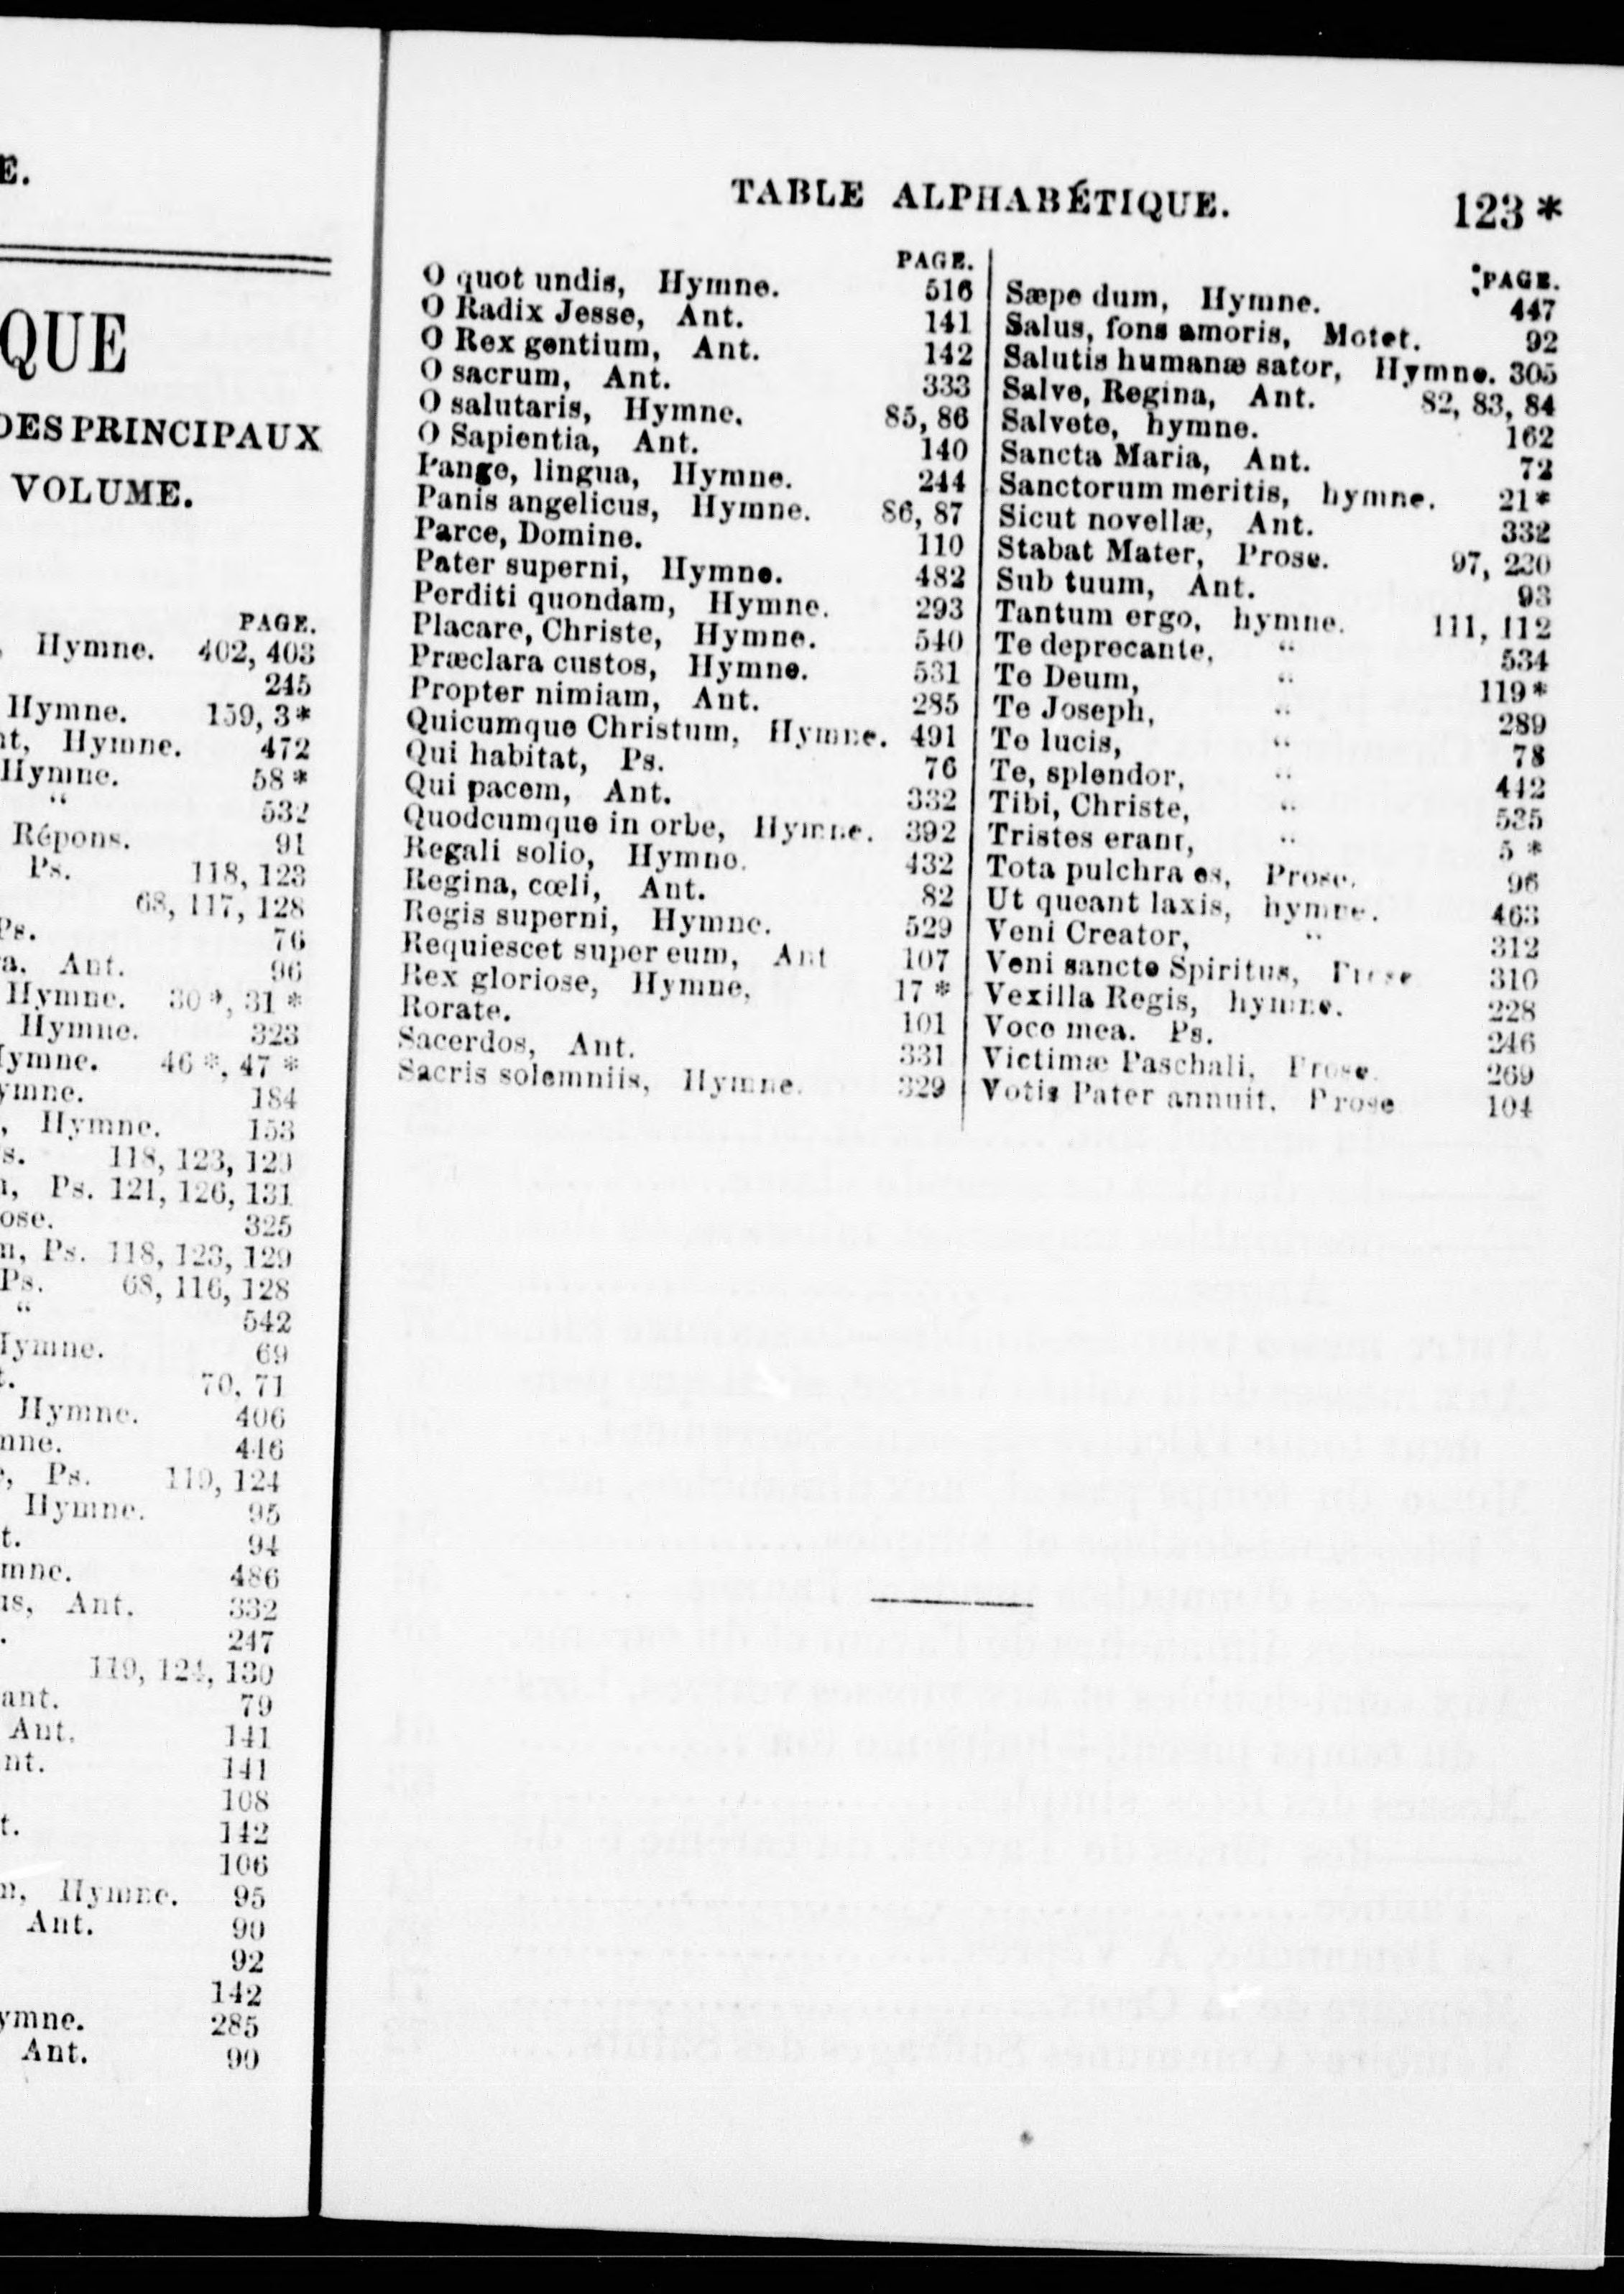 E.
QUE
DES PRINCIPAUX
VOLUME.
PAGE.
, Hymne. 402, 403
245
Hymne. 159, 3*
nt, Hymne. 472
Hymne. 58*
“ 532
Répons. 91
Ps. 118, 123
68, 117, 128
Ps. 76
a. Ant. 96
Hymne. 30*, 31*
Hymne. 323
Hymne. 46*, 47*
ymne. 184
, Hymne. 153
s. 118, 123, 129
n, Ps. 121, 126, 131
ose. 325
n, Ps. 118, 123, 129
Ps. 68, 116, 128
“ 542
Hymne. 69
t. 70, 71
Hymne. 406
mne. 446
e, Ps. 119, 124
Hymne. 95
t. 94
mne. 486
us, Ant. 332
. 247
119, 124, 130
ant. 79
Ant. 141
nt. 141
108
t. 142
106
n, Hymne. 95
Ant. 90
92
142
ymne. 285
Ant. 90
TABLE ALPHABÉTIQUE. 123*
PAGE.
O quot undis, Hymne. 516
O Radix Jesse, Ant. 141
O Rex gentium, Ant. 142
O sacrum, Ant. 333
O salutaris, Hymne. 85, 86
O Sapientia, Ant. 140
Pange, lingua, Hymne. 244
Panis angelicus, Hymne. 86, 87
Parce, Domine. 110
Pater superni, Hymne. 482
Perditi quondam, Hymne. 293
Placare, Christe, Hymne. 540
Præclara custos, Hymne. 531
Propter nimiam, Ant. 285
Quicumque Christum, Hymne. 491
Qui habitat, Ps. 76
Qui pacem, Ant. 332
Quodcumque in orbe, Hymne. 392
Regali solio, Hymne. 432
Regina, cœli, Ant. 82
Regis superni, Hymne. 529
Requiescet super eum, Ant 107
Rex gloriose, Hymne, 17*
Rorate. 101
Sacerdos, Ant. 331
Sacris solemniis, Hymne. 329
PAGE.
Sæpe dum, Hymne. 447
Salus, fons amoris, Motet. 92
Salutis humanæ sator, Hymne. 305
Salve, Regina, Ant. 82, 83, 84
Salvete, hymne. 162
Sancta Maria, Ant. 72
Sanctorum meritis, hymne. 21*
Sicut novellæ, Ant. 332
Stabat Mater, Prose. 97, 220
Sub tuum, Ant. 93
Tantum ergo, hymne. 111, 112
Te deprecante, “ 534
Te Deum, “ 119*
Te Joseph, “ 289
Te lucis, “ 78
Te, splendor, “ 442
Tibi, Christe, “ 535
Tristes erant, “ 5 *
Tota pulchra es, Prose. 96
Ut queant laxis, hymne. 463
Veni Creator, “ 312
Veni sancte Spiritus, Prose 310
Vexilla Regis, hymne. 228
Voce mea. Ps. 246
Victimæ Paschali, Prose. 269
Votis Pater annuit. Prose 104